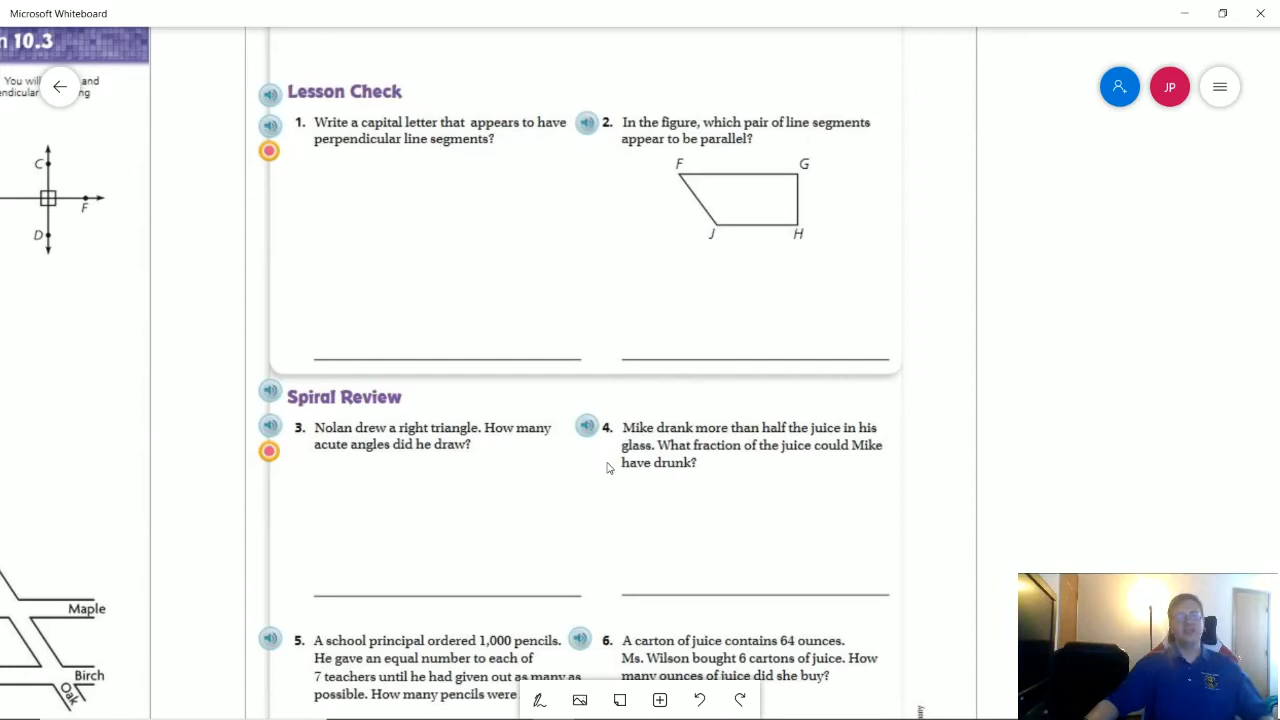 Microsoft Whiteboard
n 10.3
You will
and
endicular
ng
C
F
D
Maple
Birch
Oak
JP
Lesson Check
1. Write a capital letter that appears to have
perpendicular line segments?
2. In the figure, which pair of line segments
appear to be parallel?
F
G
J
H
Spiral Review
3. Nolan drew a right triangle. How many
acute angles did he draw?
4. Mike drank more than half the juice in his
glass. What fraction of the juice could Mike
have drunk?
5. A school principal ordered 1,000 pencils.
He gave an equal number to each of
7 teachers until he had given out as many as
possible. How many pencils were
6. A carton of juice contains 64 ounces.
Ms. Wilson bought 6 cartons of juice. How
many ounces of juice did she buy?